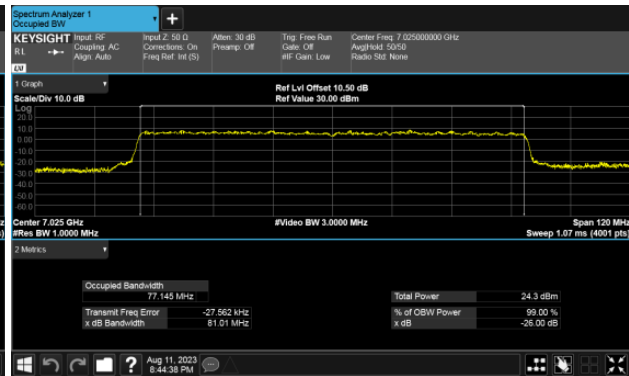 Spectrum Analyzer 1
Occupied BW
+
KEYSIGHT Input: RF Input Z: 50 Ω Atten: 30 dB Trig: Free Run Center Freq: 7.025000000 GHz
RL Coupling: AC Corrections: On Preamp: Off Gate: Off Avg|Hold: 50/50
Align: Auto Freq Ref: Int (S) #IF Gain: Low Radio Std: None
LXI
1 Graph Ref Lvl Offset 10.50 dB
Scale/Div 10.0 dB Ref Value 30.00 dBm
Log
20.0
10.0
0.00
-10.0
-20.0
-30.0
-40.0
-50.0
-60.0
Center 7.025 GHz #Video BW 3.0000 MHz Span 120 MHz
#Res BW 1.0000 MHz Sweep 1.07 ms (4001 pts)
2 Metrics
Occupied Bandwidth
77.145 MHz Total Power 24.3 dBm
Transmit Freq Error -27.562 kHz % of OBW Power 99.00 %
x dB Bandwidth 81.01 MHz x dB -26.00 dB
? Aug 11, 2023
8:44:38 PM